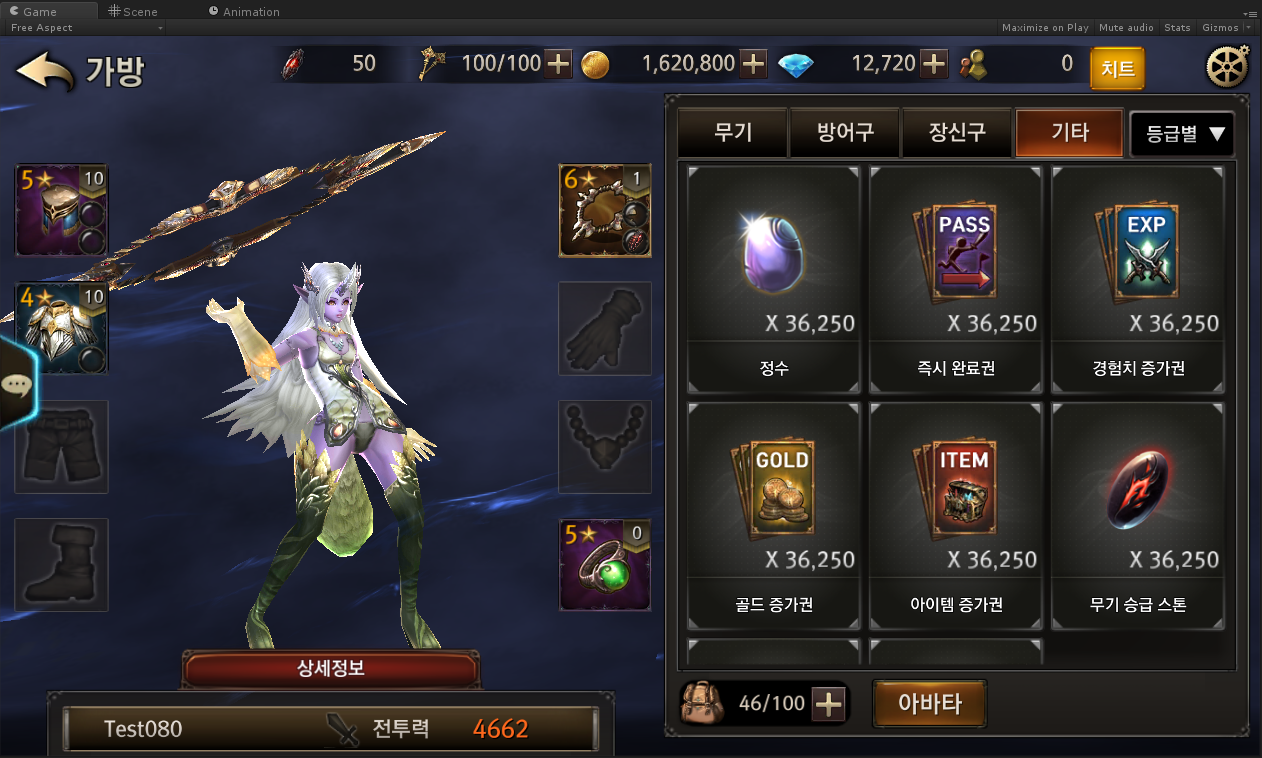 Game Scene Animation
Free Aspect Maximize on Play Mute audio Stats Gizmos
가방 50 100/100 1,620,800 12,720 0 치트
무기 방어구 장신구 기타 등급별 ▼
5 10
4 10
6 1
5 0
PASS EXP
X 36,250 X 36,250 X 36,250
정수 즉시 완료권 경험치 증가권
GOLD ITEM
X 36,250 X 36,250 X 36,250
골드 증가권 아이템 증가권 무기 승급 스톤
상세정보
46/100 아바타
Test080 전투력 4662